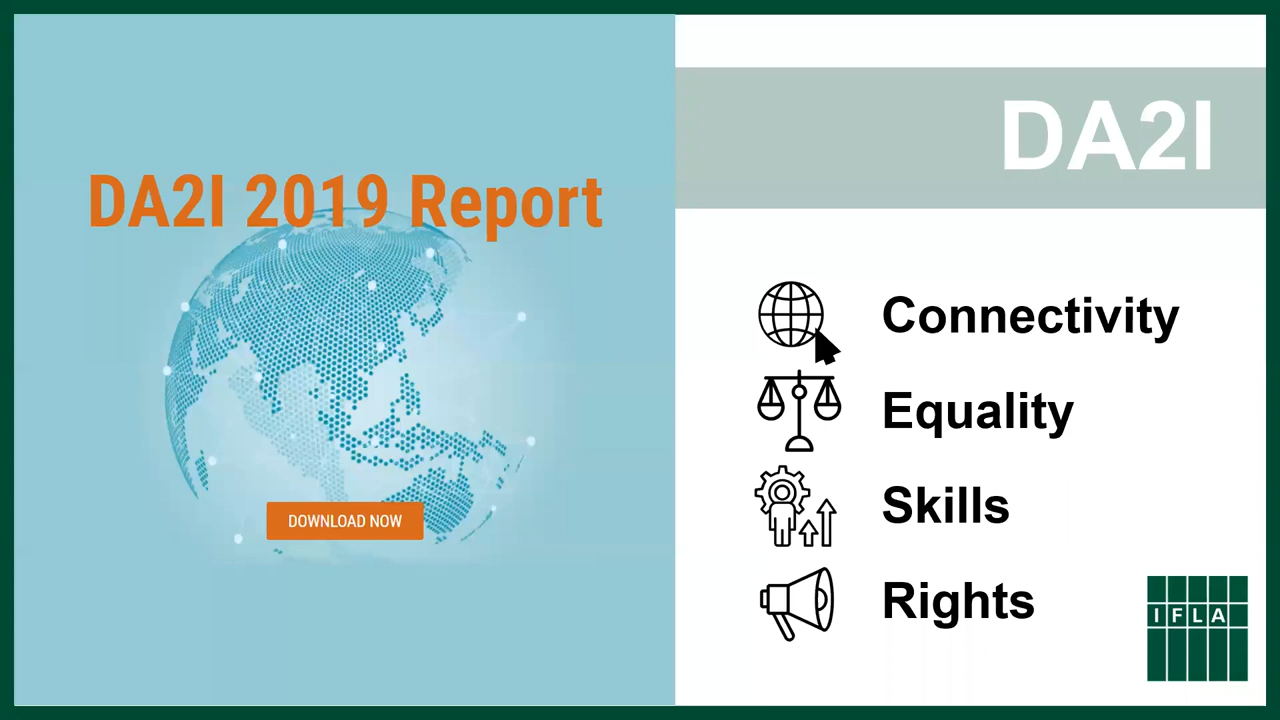 DA2I 2019 Report
DOWNLOAD NOW
DA2I
Connectivity
Equality
Skills
Rights
IFLA